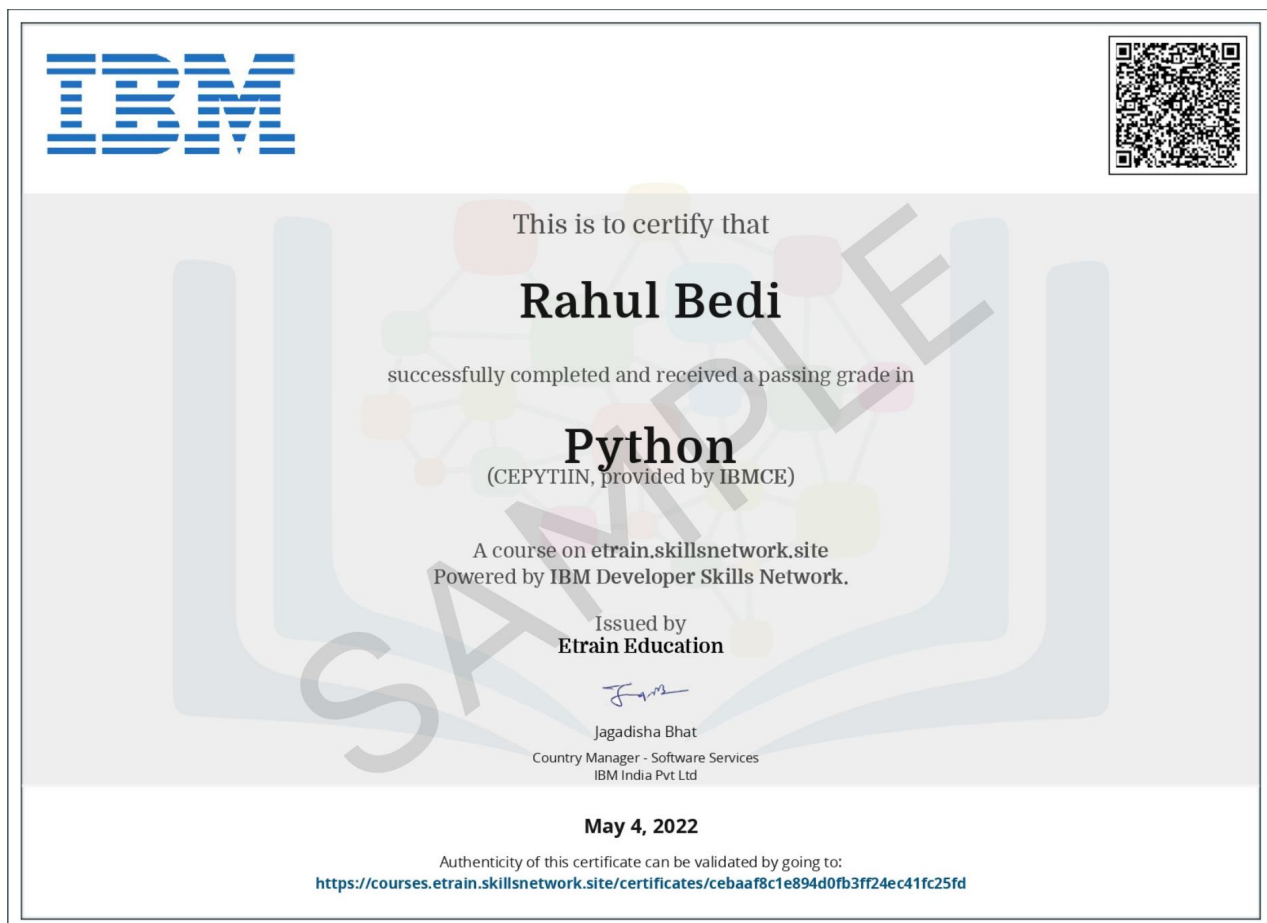 IBM
This is to certify that
Rahul Bedi
successfully completed and received a passing grade in
Python
(CEPYT1IN, provided by IBMCE)
A course on etrain.skillsnetwork.site
Powered by IBM Developer Skills Network.
Issued by
Etrain Education
Jagadisha Bhat
Country Manager - Software Services
IBM India Pvt Ltd
May 4, 2022
Authenticity of this certificate can be validated by going to:
https://courses.etrain.skillsnetwork.site/certificates/cebaaf8c1e894d0fb3ff24ec41fc25fd
SAMPLE